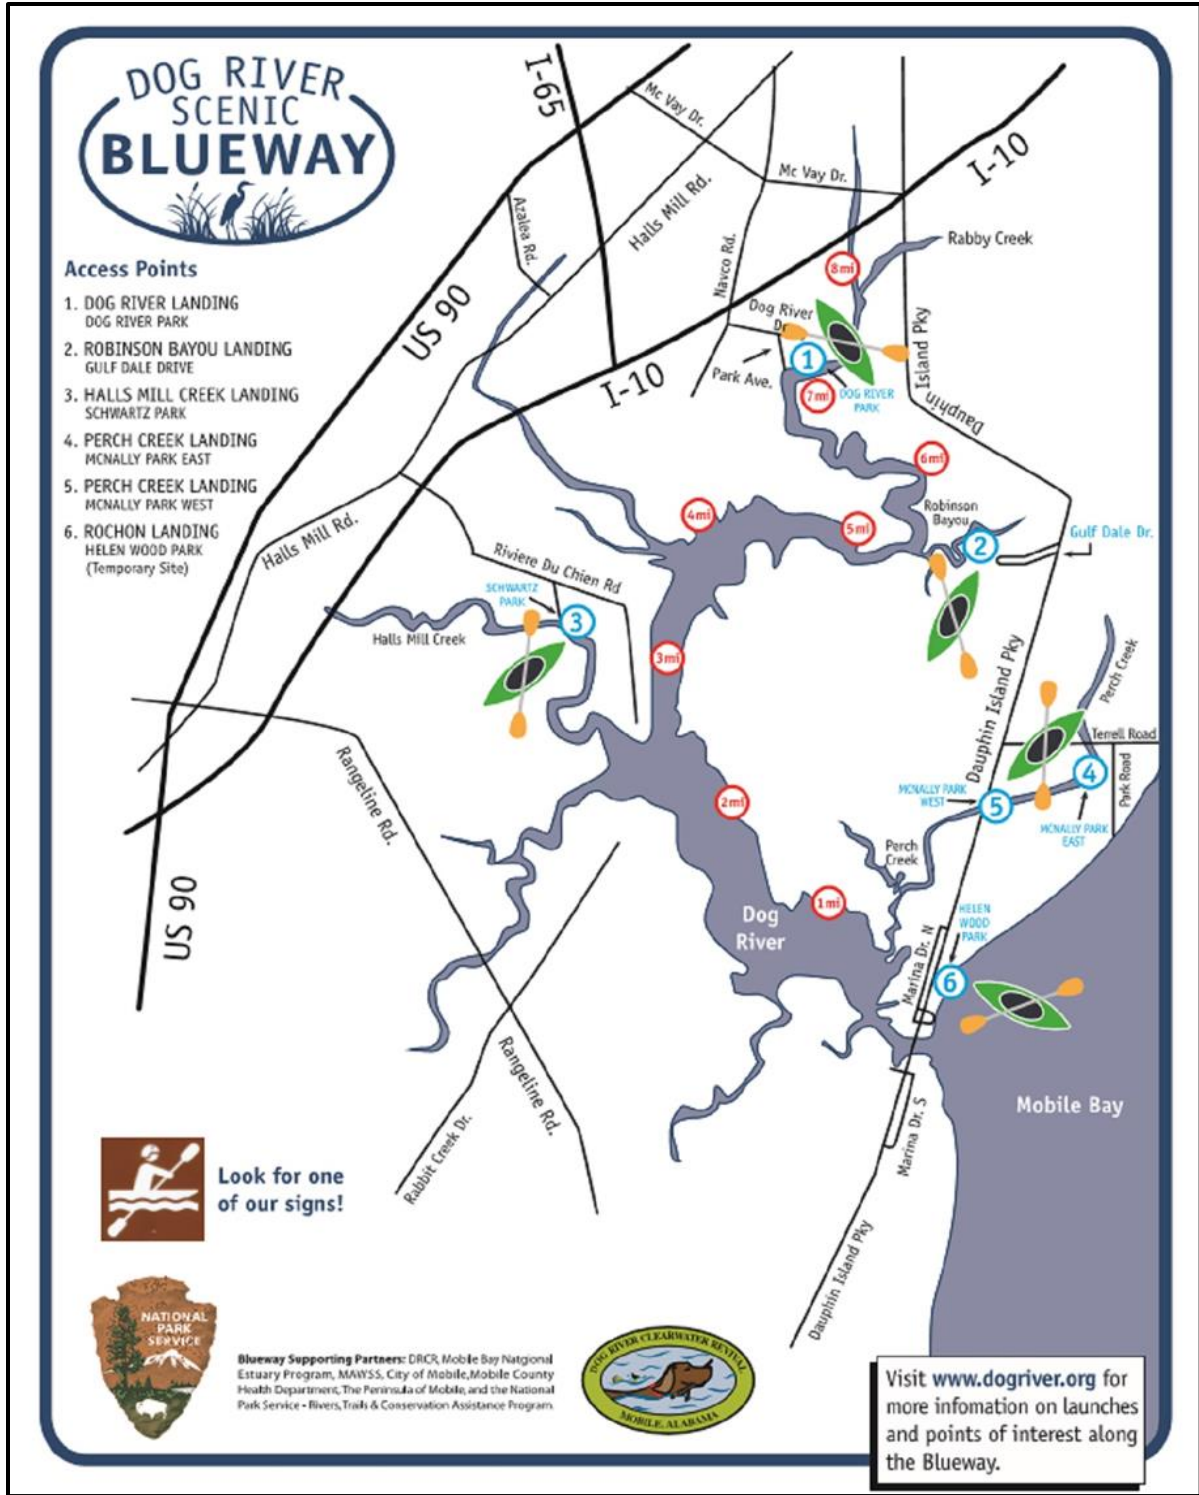 DOG RIVER
SCENIC
BLUEWAY
Access Points
1. DOG RIVER LANDING
DOG RIVER PARK
2. ROBINSON BAYOU LANDING
GULF DALE DRIVE
3. HALLS MILL CREEK LANDING
SCHWARTZ PARK
4. PERCH CREEK LANDING
MCNALLY PARK EAST
5. PERCH CREEK LANDING
MCNALLY PARK WEST
6. ROCHON LANDING
HELEN WOOD PARK
(Temporary Site)
I-65
Mc Vay Dr.
Mc Vay Dr.
I-10
Azalea Rd.
Halls Mill Rd.
Navco Rd.
Rabby Creek
8mi
US 90
Dog River
Dr.
1
Island Pky
I-10
Park Ave.
7mi
DOG RIVER
PARK
Dauphin
6mi
4mi
5mi
Robinson
Bayou
2
Gulf Dale Dr.
Halls Mill Rd.
Riviere Du Chien Rd
SCHWARTZ
PARK
3
Halls Mill Creek
3mi
Perch Creek
Dauphin Island Pky
Terrell Road
Park Road
4
MCNALLY PARK
WEST
5
MCNALLY PARK
EAST
Rangeline Rd.
2mi
Perch
Creek
1mi
US 90
Dog
River
HELEN
WOOD
PARK
Marina Dr. N
6
Rangeline Rd.
Mobile Bay
Marina Dr. S
Rabbit Creek Dr.
Look for one
of our signs!
Dauphin Island Pky
NATIONAL
PARK
SERVICE
Blueway Supporting Partners: DRCR, Mobile Bay Natgional
Estuary Program, MAWSS, City of Mobile,Mobile County
Health Department, The Peninsula of Mobile, and the National
Park Service - Rivers, Trails & Conservation Assistance Program.
DOG RIVER CLEARWATER REVIVAL
MOBILE, ALABAMA
Visit www.dogriver.org for
more infomation on launches
and points of interest along
the Blueway.